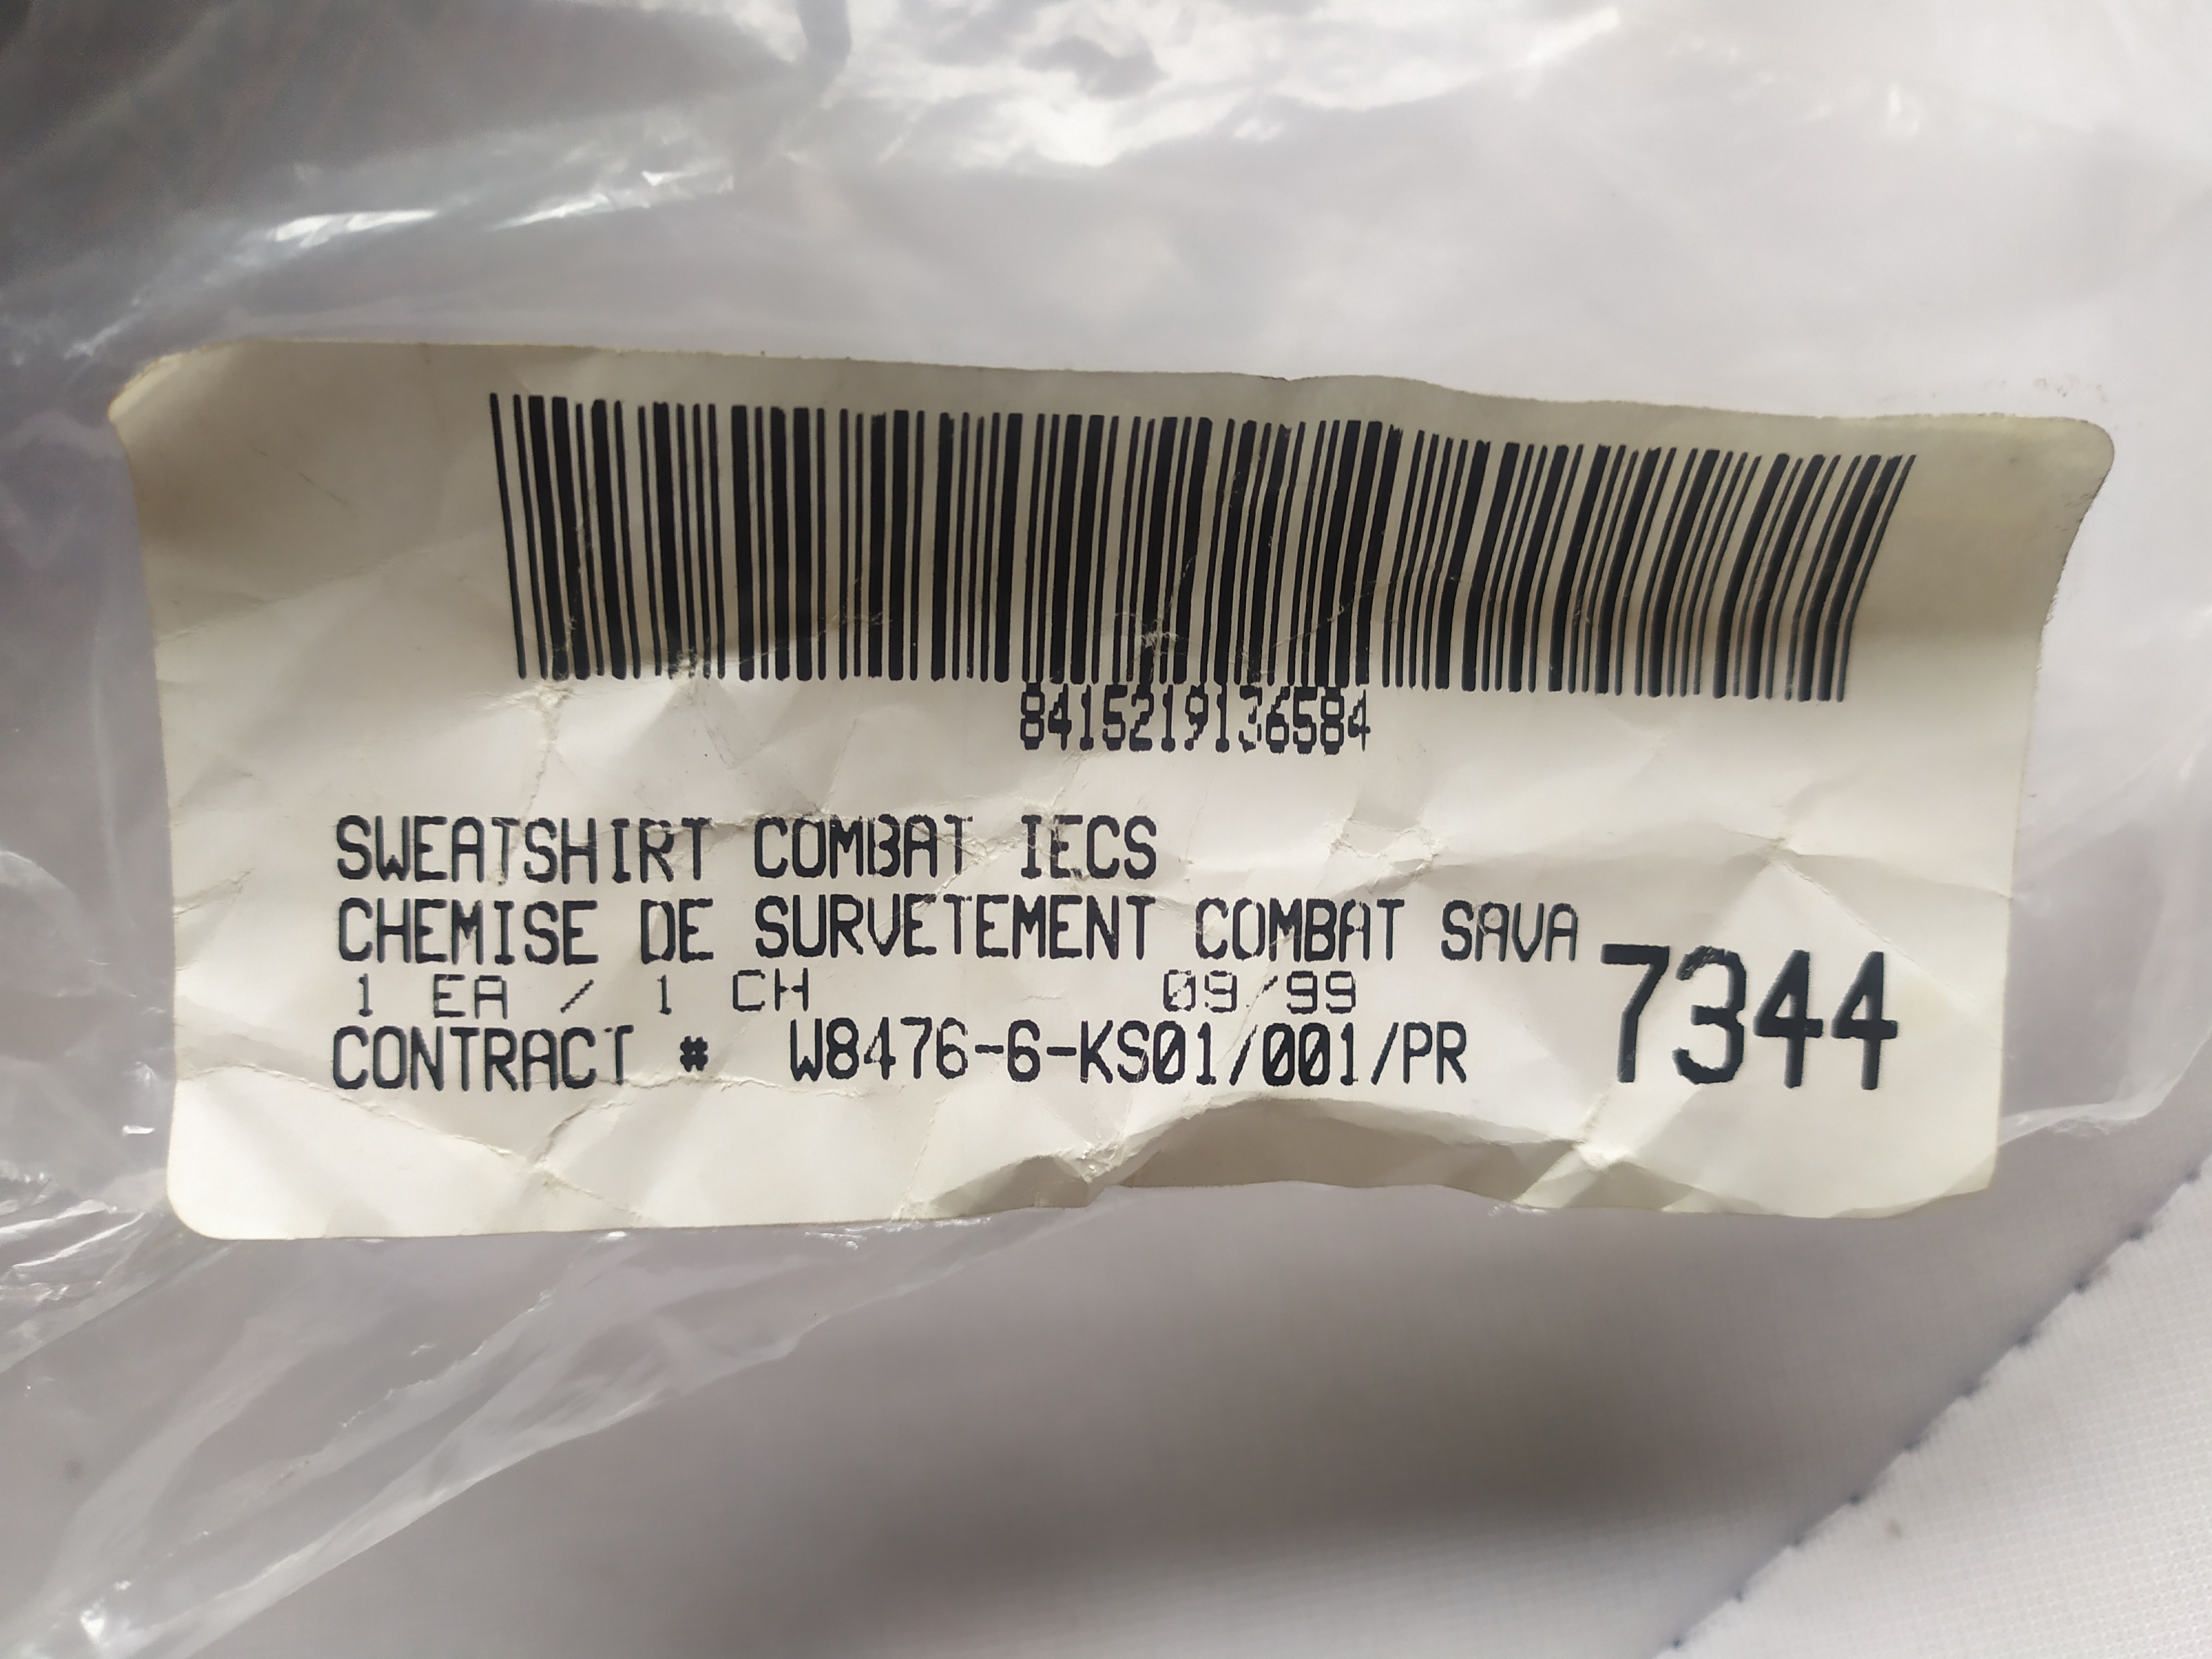 8415219136584
SWEATSHIRT COMBAT IECS
CHEMISE DE SURVETEMENT COMBAT SAVA
1 EA / 1 CH 09/99
7344
CONTRACT # W8476-6-KS01/001/PR